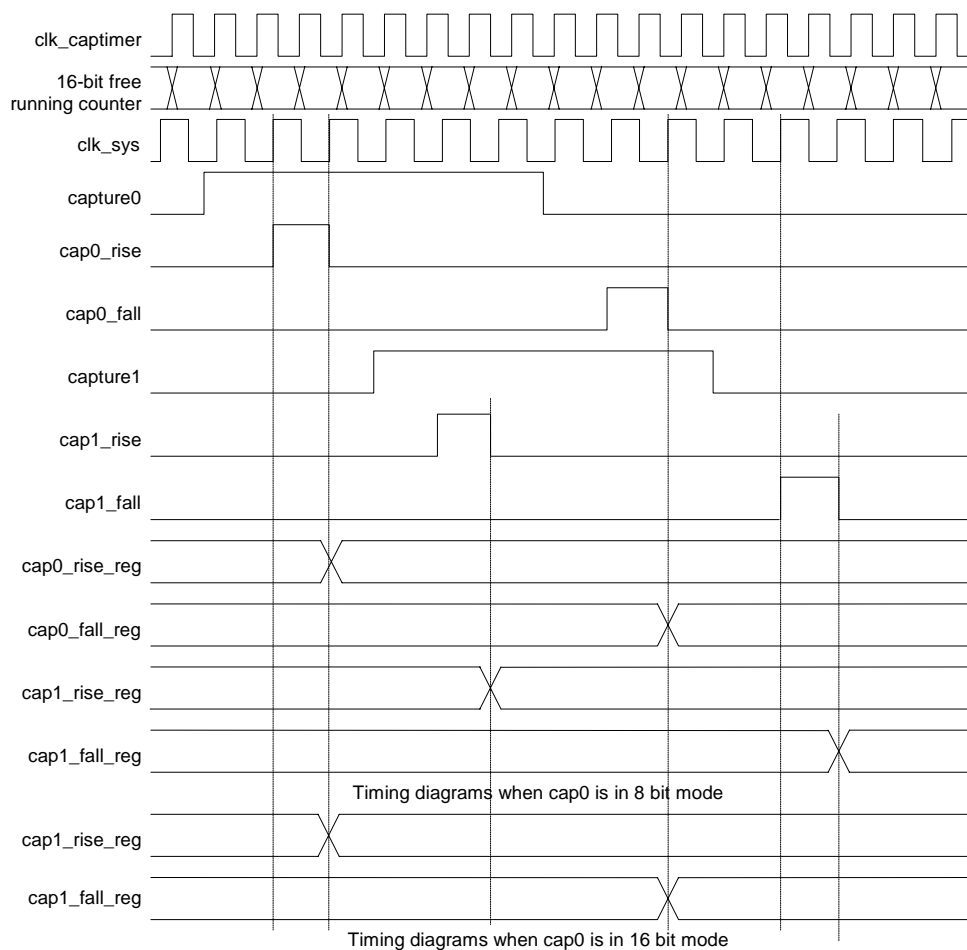 clk_captimer
16-bit free
running counter
clk_sys
capture0
cap0_rise
cap0_fall
capture1
cap1_rise
cap1_fall
cap0_rise_reg
cap0_fall_reg
cap1_rise_reg
cap1_fall_reg
Timing diagrams when cap0 is in 8 bit mode
cap1_rise_reg
cap1_fall_reg
Timing diagrams when cap0 is in 16 bit mode